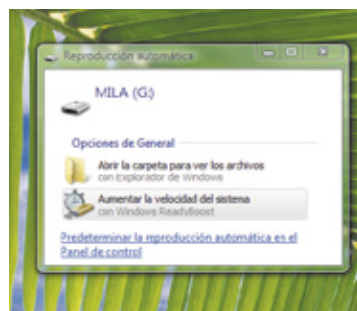 Reproducción automática
MILA (G:)
Opciones de General
Abrir la carpeta para ver los archivos
con Explorador de Windows
Aumentar la velocidad del sistema
con Windows ReadyBoost
Predeterminar la reproducción automática en el
Panel de control